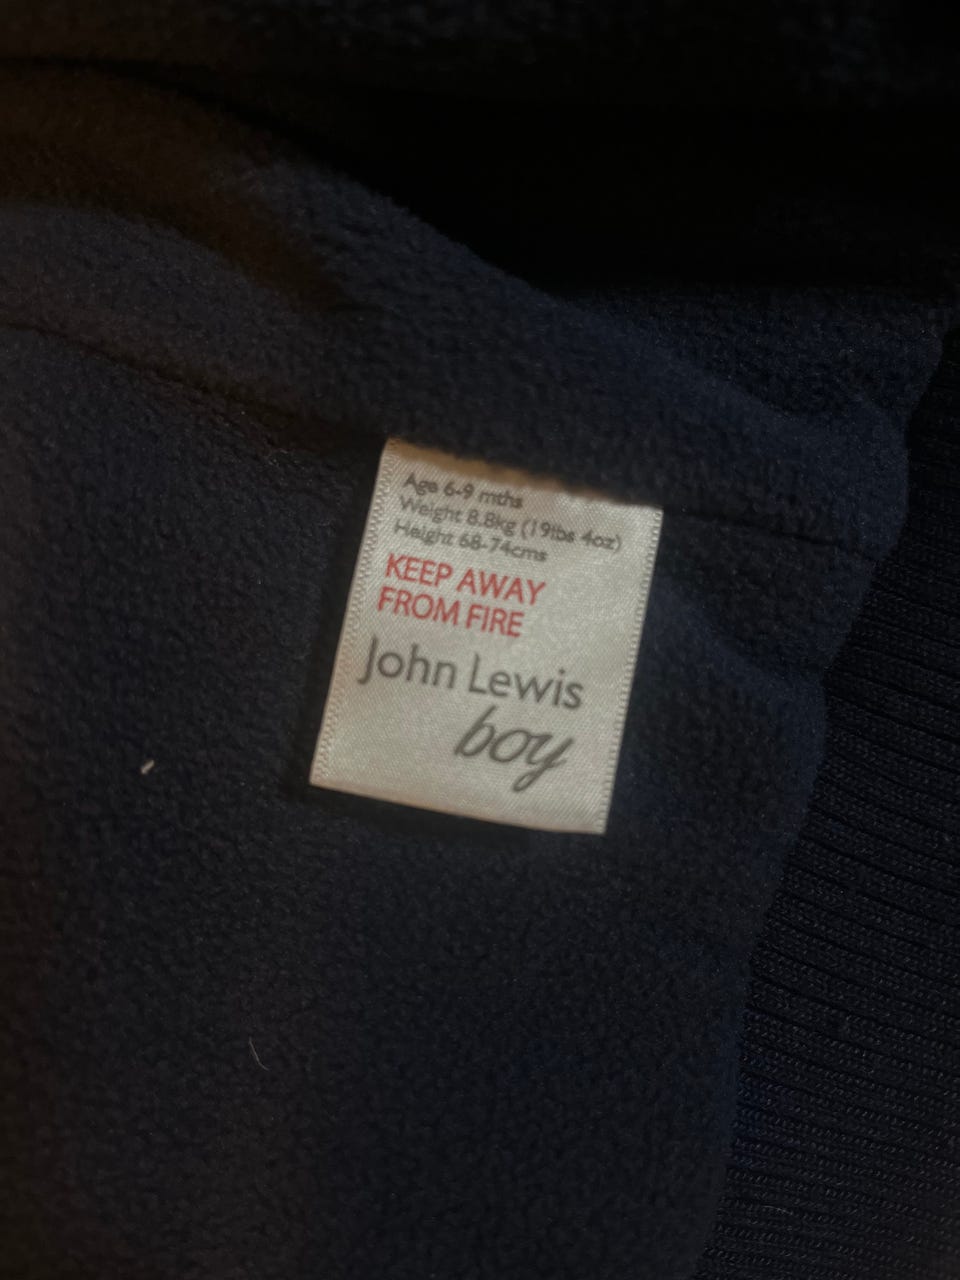 Age 6-9 mths
Weight 8.8kg (19lbs 4oz)
Height 68-74cms
KEEP AWAY
FROM FIRE
John Lewis
boy